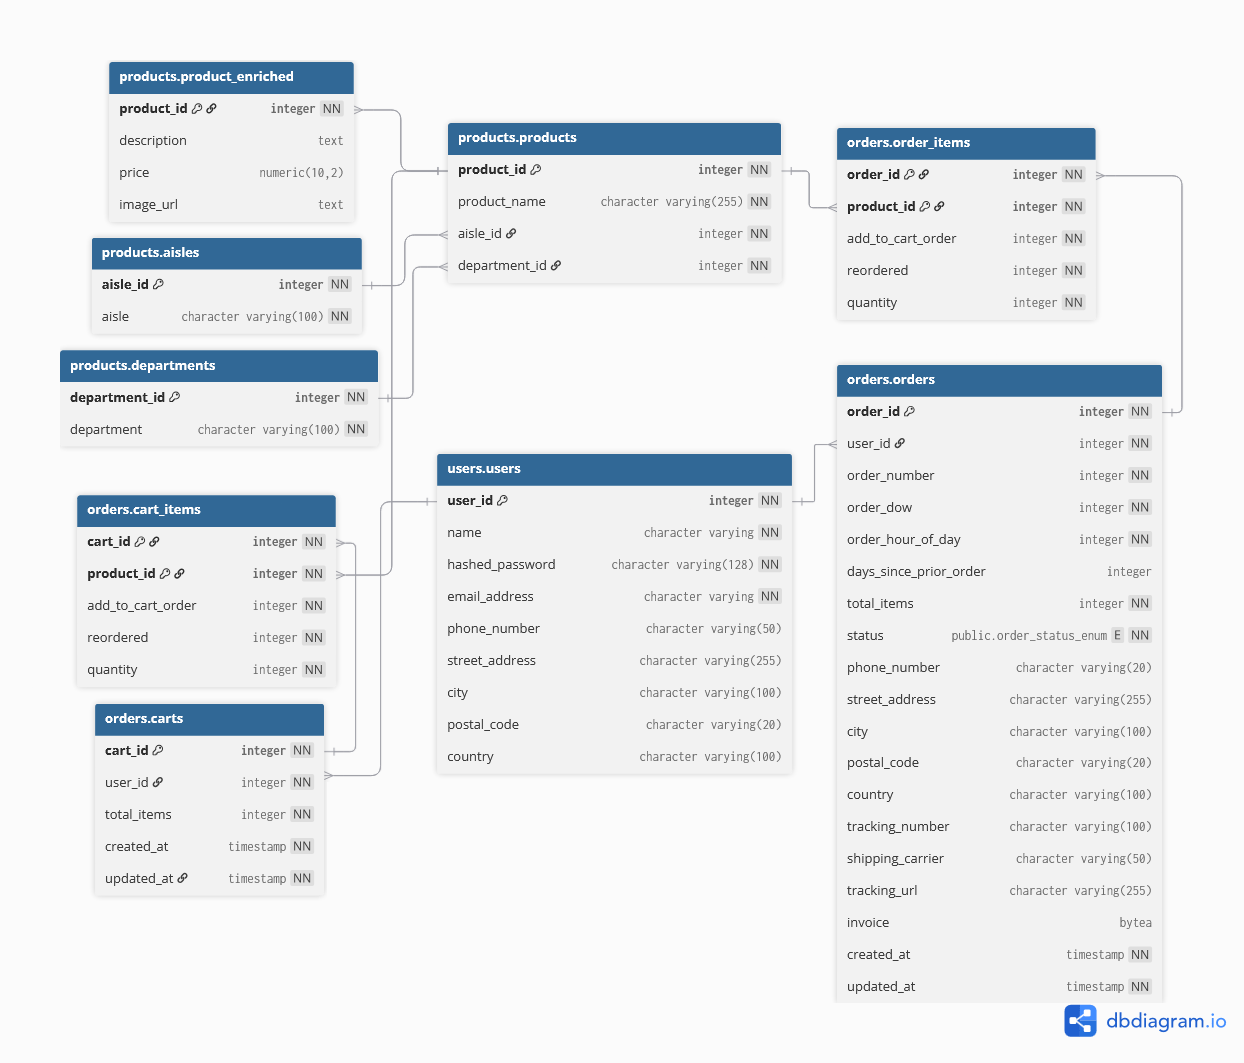 products.product_enriched
product_id integer NN
description text
price numeric(10,2)
image_url text
products.aisles
aisle_id integer NN
aisle character varying(100) NN
products.departments
department_id integer NN
department character varying(100) NN
orders.cart_items
cart_id integer NN
product_id integer NN
add_to_cart_order integer NN
reordered integer NN
quantity integer NN
orders.carts
cart_id integer NN
user_id integer NN
total_items integer NN
created_at timestamp NN
updated_at timestamp NN
products.products
product_id integer NN
product_name character varying(255) NN
aisle_id integer NN
department_id integer NN
users.users
user_id integer NN
name character varying NN
hashed_password character varying(128) NN
email_address character varying NN
phone_number character varying(50)
street_address character varying(255)
city character varying(100)
postal_code character varying(20)
country character varying(100)
orders.order_items
order_id integer NN
product_id integer NN
add_to_cart_order integer NN
reordered integer NN
quantity integer NN
orders.orders
order_id integer NN
user_id integer NN
order_number integer NN
order_dow integer NN
order_hour_of_day integer NN
days_since_prior_order integer
total_items integer NN
status public.order_status_enum E NN
phone_number character varying(20)
street_address character varying(255)
city character varying(100)
postal_code character varying(20)
country character varying(100)
tracking_number character varying(100)
shipping_carrier character varying(50)
tracking_url character varying(255)
invoice bytea
created_at timestamp NN
updated_at timestamp NN
dbdiagram.io